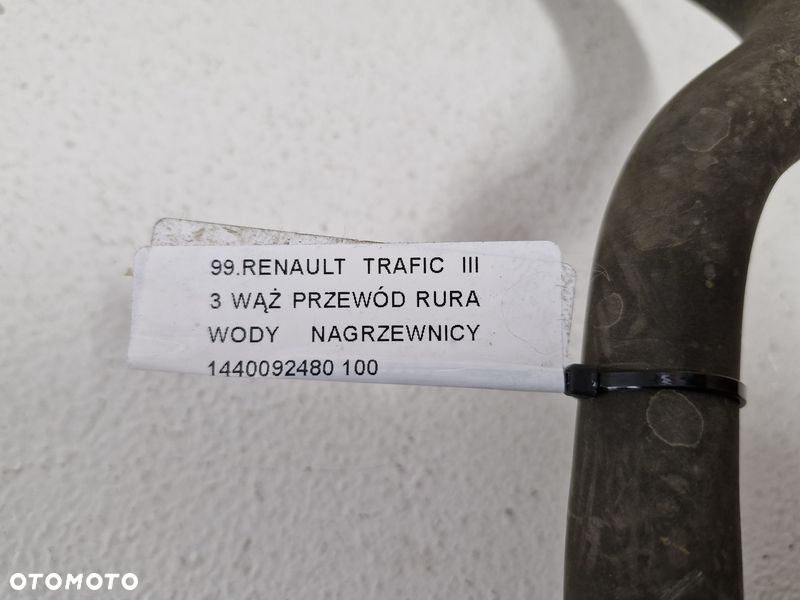 99.RENAULT TRAFIC III
3 WĄŻ PRZEWÓD RURA
WODY NAGRZEWNICY
1440092480 100
OTOMOTO